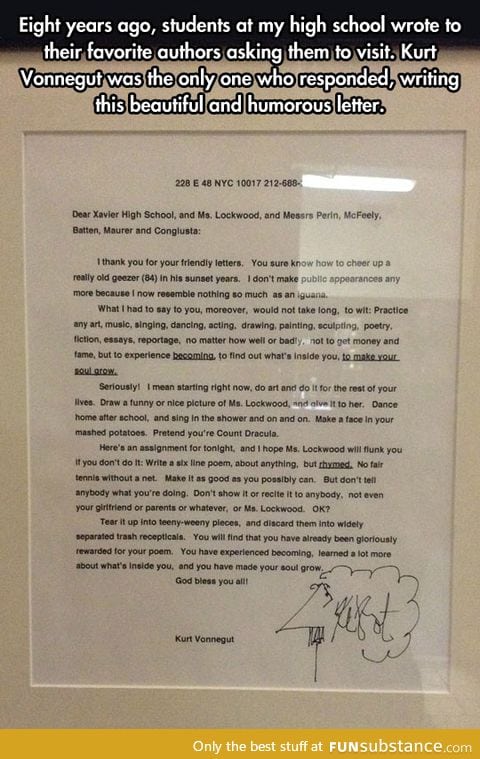 Eight years ago, students at my high school wrote to
their favorite authors asking them to visit. Kurt
Vonnegut was the only one who responded, writing
this beautiful and humorous letter.
228 E 48 NYC 10017 212-688-
Dear Xavier High School, and Ms. Lockwood, and Messrs Perin, McFeely,
Batten, Maurer and Congiusta:
I thank you for your friendly letters. You sure know how to cheer up a
really old geezer (84) in his sunset years. I don't make public appearances any
more because I now resemble nothing so much as an iguana.
What I had to say to you, moreover, would not take long, to wit: Practice
any art, music, singing, dancing, acting, drawing, painting, sculpting, poetry,
fiction, essays, reportage, no matter how well or badly, not to get money and
fame, but to experience becoming, to find out what's inside you, to make your
soul grow.
Seriously! I mean starting right now, do art and do it for the rest of your
lives. Draw a funny or nice picture of Ms. Lockwood, and give it to her. Dance
home after school, and sing in the shower and on and on. Make a face in your
mashed potatoes. Pretend you're Count Dracula.
Here's an assignment for tonight, and I hope Ms. Lockwood will flunk you
if you don't do it: Write a six line poem, about anything, but rhymed. No fair
tennis without a net. Make it as good as you possibly can. But don't tell
anybody what you're doing. Don't show it or recite it to anybody, not even
your girlfriend or parents or whatever, or Ms. Lockwood. OK?
Tear it up into teeny-weeny pieces, and discard them into widely
separated trash recepticals. You will find that you have already been gloriously
rewarded for your poem. You have experienced becoming, learned a lot more
about what's inside you, and you have made your soul grow.
God bless you all!
Kurt Vonnegut
Only the best stuff at FUNsubstance.com